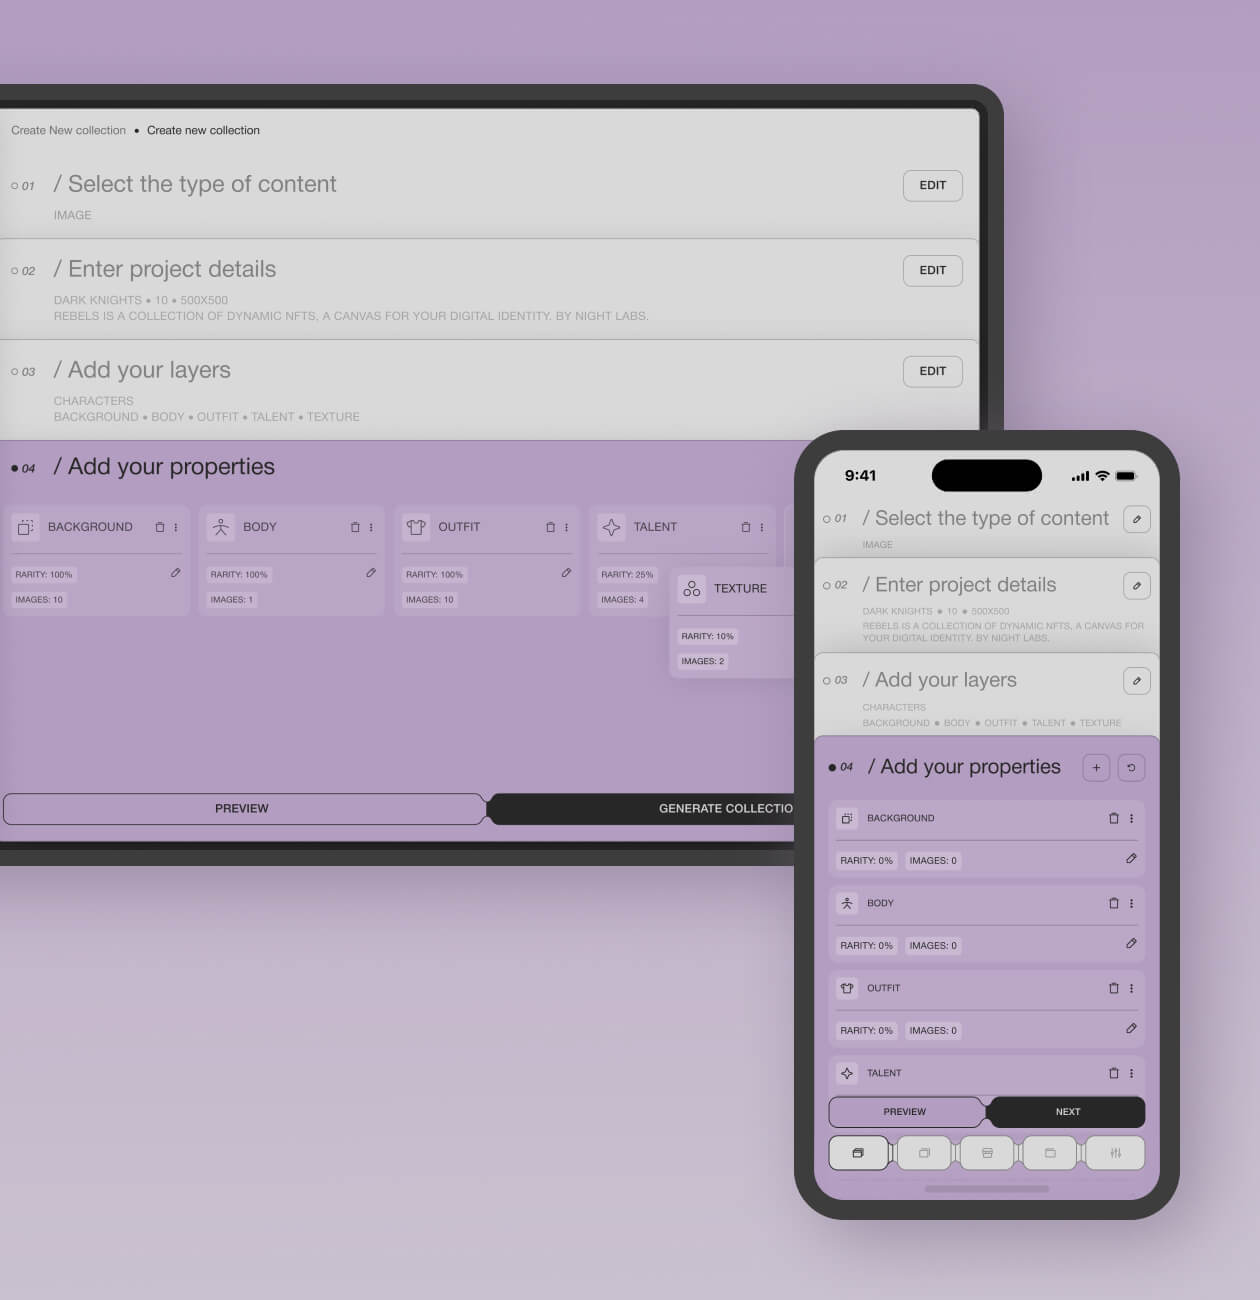 Create New collection • Create new collection
01 / Select the type of content EDIT
IMAGE
02 / Enter project details EDIT
DARK KNIGHTS • 10 • 500X500
REBELS IS A COLLECTION OF DYNAMIC NFTS, A CANVAS FOR YOUR DIGITAL IDENTITY. BY NIGHT LABS.
03 / Add your layers EDIT
CHARACTERS
BACKGROUND • BODY • OUTFIT • TALENT • TEXTURE
04 / Add your properties
BACKGROUND
RARITY: 100%
IMAGES: 10
BODY
RARITY: 100%
IMAGES: 1
OUTFIT
RARITY: 100%
IMAGES: 10
TALENT
RARITY: 25%
IMAGES: 4
TEXTURE
RARITY: 10%
IMAGES: 2
PREVIEW
GENERATE COLLECTIO
9:41
01 / Select the type of content
IMAGE
02 / Enter project details
DARK KNIGHTS • 10 • 500X500
REBELS IS A COLLECTION OF DYNAMIC NFTS, A CANVAS FOR
YOUR DIGITAL IDENTITY. BY NIGHT LABS.
03 / Add your layers
CHARACTERS
BACKGROUND • BODY • OUTFIT • TALENT • TEXTURE
04 / Add your properties
BACKGROUND
RARITY: 0% IMAGES: 0
BODY
RARITY: 0% IMAGES: 0
OUTFIT
RARITY: 0% IMAGES: 0
TALENT
PREVIEW
NEXT